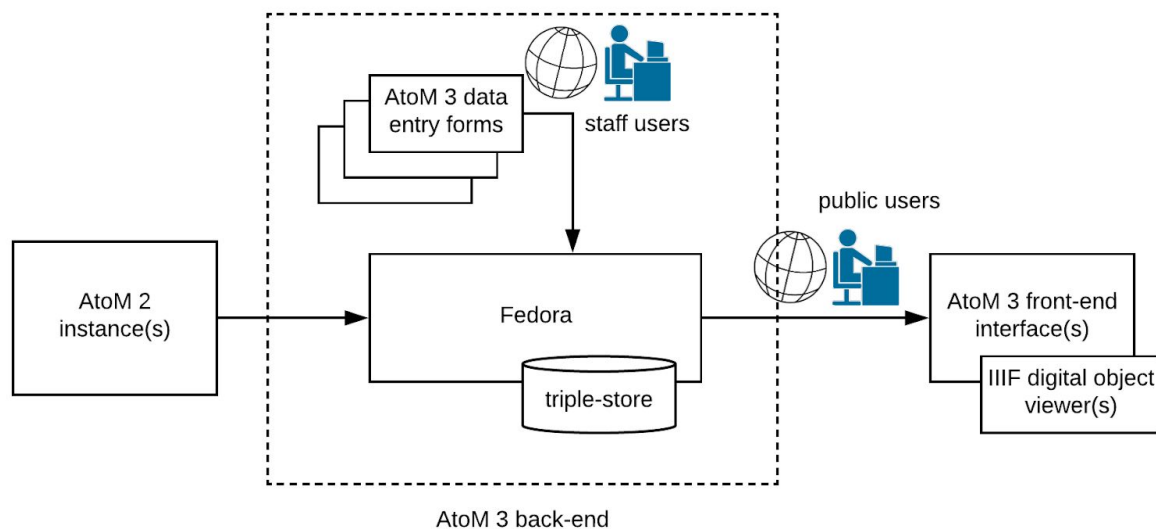 AtoM 3 data
entry forms
staff users
public users
AtoM 2
instance(s)
Fedora
triple-store
AtoM 3 front-end
interface(s)
IIIF digital object
viewer(s)
AtoM 3 back-end